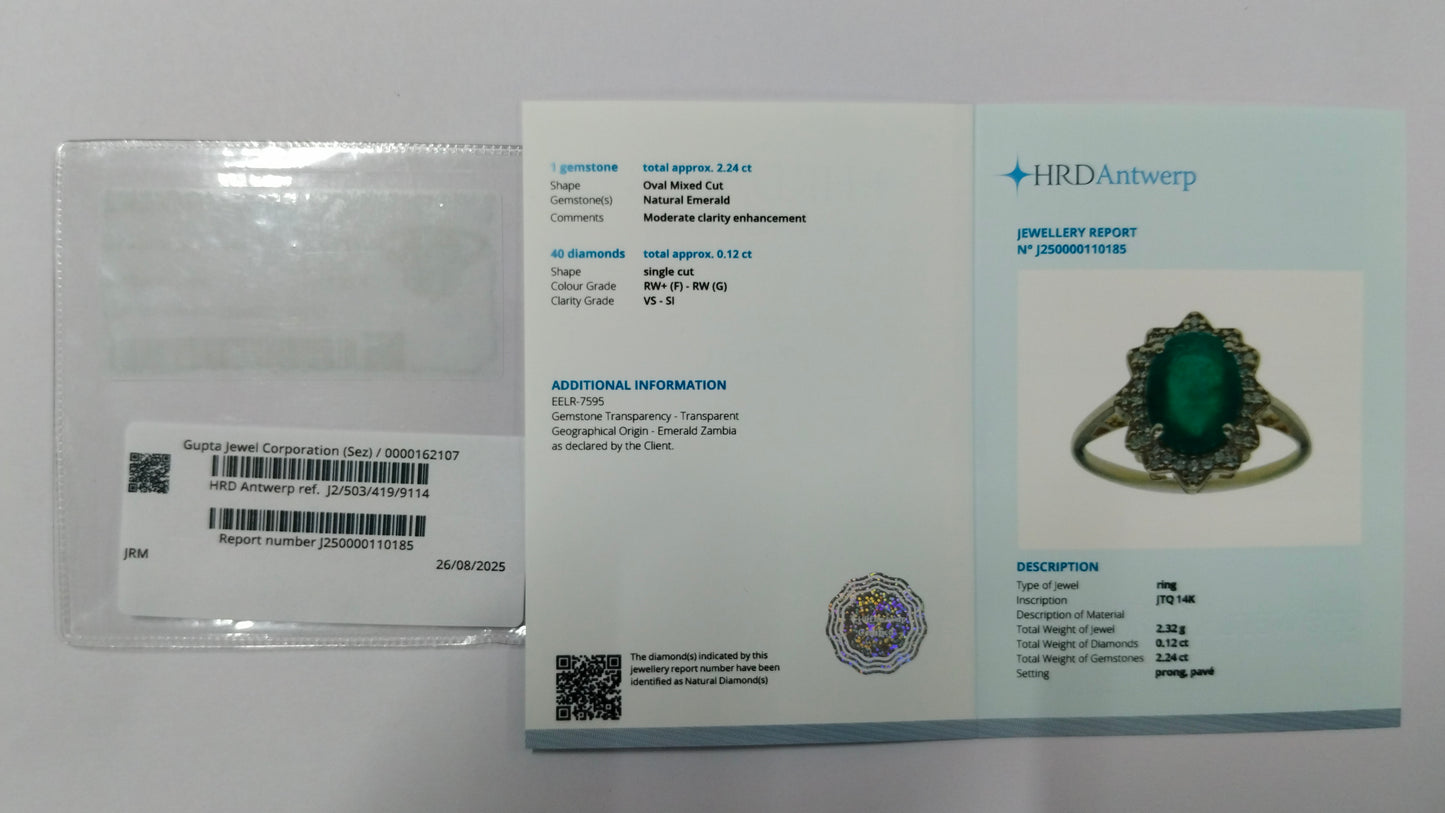 Gupta Jewel Corporation (Sez) / 0000162107
HRD Antwerp ref. J2/503/419/9114
Report number J250000110185
JRM
26/08/2025
1 gemstone total approx. 2.24 ct
Shape Oval Mixed Cut
Gemstone(s) Natural Emerald
Comments Moderate clarity enhancement
40 diamonds total approx. 0.12 ct
Shape single cut
Colour Grade RW+ (F) - RW (G)
Clarity Grade VS - SI
ADDITIONAL INFORMATION
EELR-7595
Gemstone Transparency - Transparent
Geographical Origin - Emerald Zambia
as declared by the Client.
The diamond(s) indicated by this
jewellery report number have been
identified as Natural Diamond(s)
HRDAntwerp
JEWELLERY REPORT
N° J250000110185
DESCRIPTION
Type of Jewel ring
Inscription JTQ 14K
Description of Material
Total Weight of Jewel 2.32 g
Total Weight of Diamonds 0.12 ct
Total Weight of Gemstones 2.24 ct
Setting prong, pavé